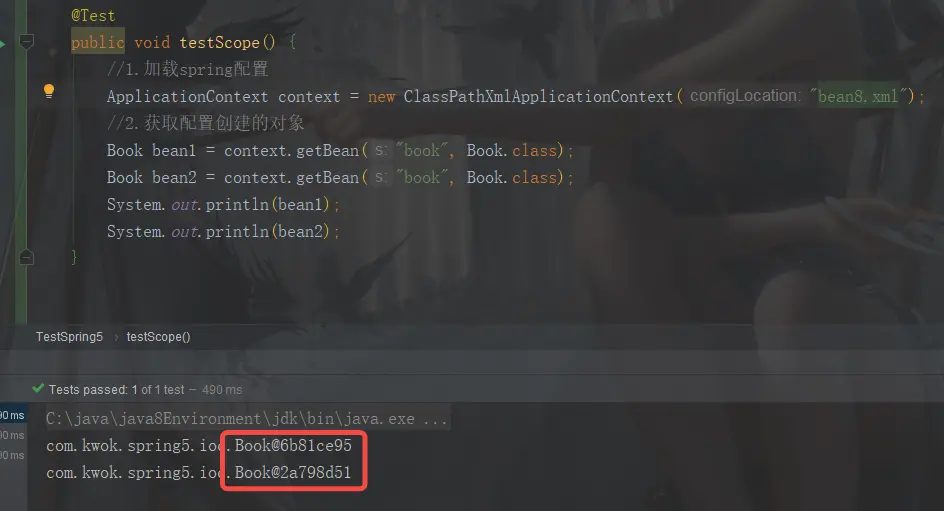 @Test
public void testScope() {
//1.加载spring配置
ApplicationContext context = new ClassPathXmlApplicationContext( configLocation: "bean8.xml");
//2.获取配置创建的对象
Book bean1 = context.getBean( s: "book", Book.class);
Book bean2 = context.getBean( s: "book", Book.class);
System.out.println(bean1);
System.out.println(bean2);
}
TestSpring5 › testScope()
Tests passed: 1 of 1 test – 490 ms
90 ms C:\java\java8Environment\jdk\bin\java.exe ...
90 ms com.kwok.spring5.ioc.Book@6b81ce95
90 ms com.kwok.spring5.ioc.Book@2a798d51